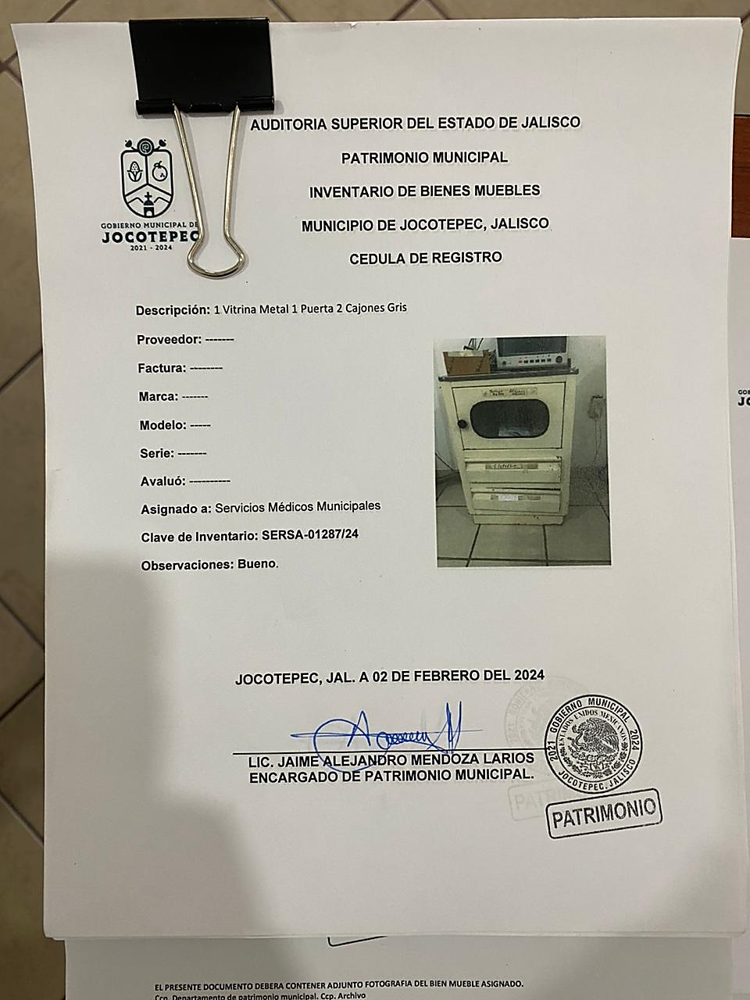 AUDITORIA SUPERIOR DEL ESTADO DE JALISCO
PATRIMONIO MUNICIPAL
INVENTARIO DE BIENES MUEBLES
MUNICIPIO DE JOCOTEPEC, JALISCO
CEDULA DE REGISTRO
GOBIERNO MUNICIPAL DE
JOCOTEPEC
2021 - 2024
Descripción: 1 Vitrina Metal 1 Puerta 2 Cajones Gris
Proveedor: -------
Factura: --------
Marca: -------
Modelo: -----
Serie: -------
Avaluó: ----------
Asignado a: Servicios Médicos Municipales
Clave de Inventario: SERSA-01287/24
Observaciones: Bueno.
JOCOTEPEC, JAL. A 02 DE FEBRERO DEL 2024
LIC. JAIME ALEJANDRO MENDOZA LARIOS
ENCARGADO DE PATRIMONIO MUNICIPAL.
2021 GOBIERNO MUNICIPAL 2024
ESTADOS UNIDOS MEXICANOS
JOCOTEPEC, JALISCO
PATRIMONIO
EL PRESENTE DOCUMENTO DEBERA CONTENER ADJUNTO FOTOGRAFIA DEL BIEN MUEBLE ASIGNADO.
Ccp. Departamento de patrimonio municipal. Ccp. Archivo